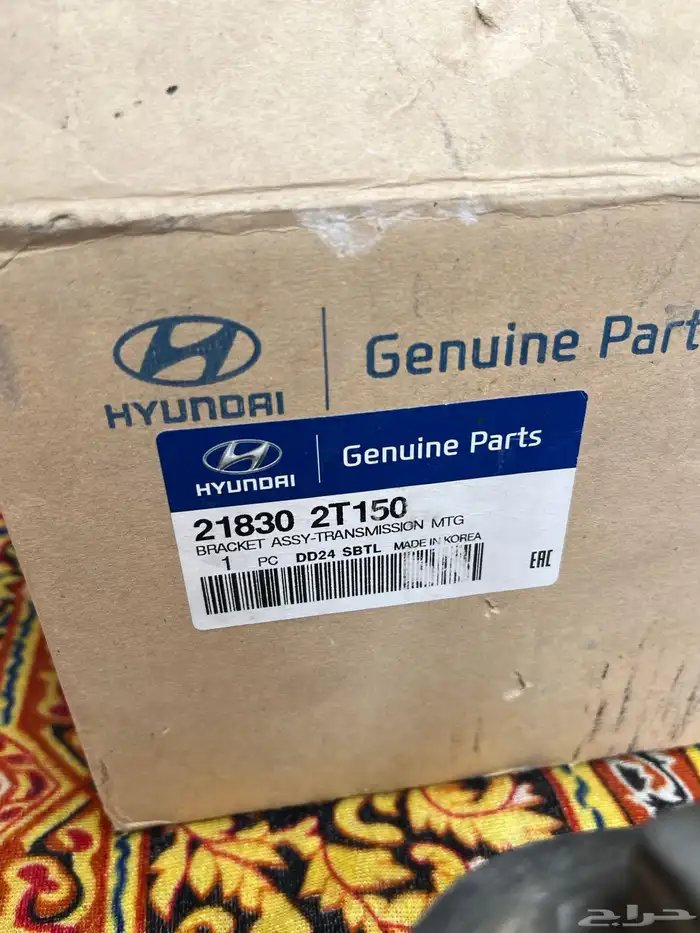 HYUNDAI
Genuine Part
HYUNDAI
Genuine Parts
21830 2T150
BRACKET ASSY-TRANSMISSION MTG
1 PC DD24 SBTL MADE IN KOREA
EAC
حراج